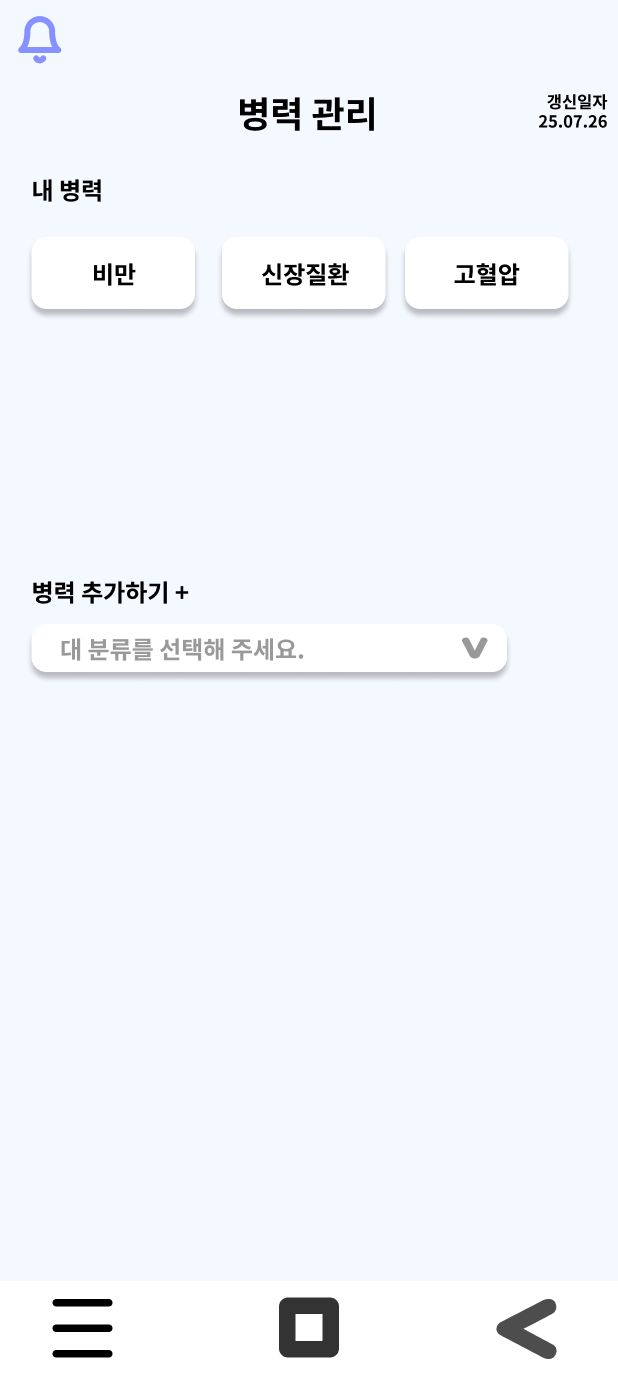 병력 관리
갱신일자
25.07.26
내 병력
비만
신장질환
고혈압
병력 추가하기 +
대 분류를 선택해 주세요.